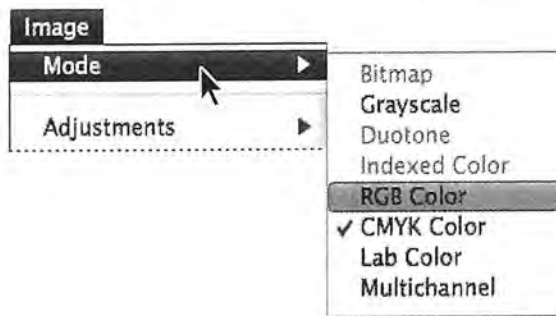 Image
Mode
Adjustments
Bitmap
Grayscale
Duotone
Indexed Color
RGB Color
✓ CMYK Color
Lab Color
Multichannel